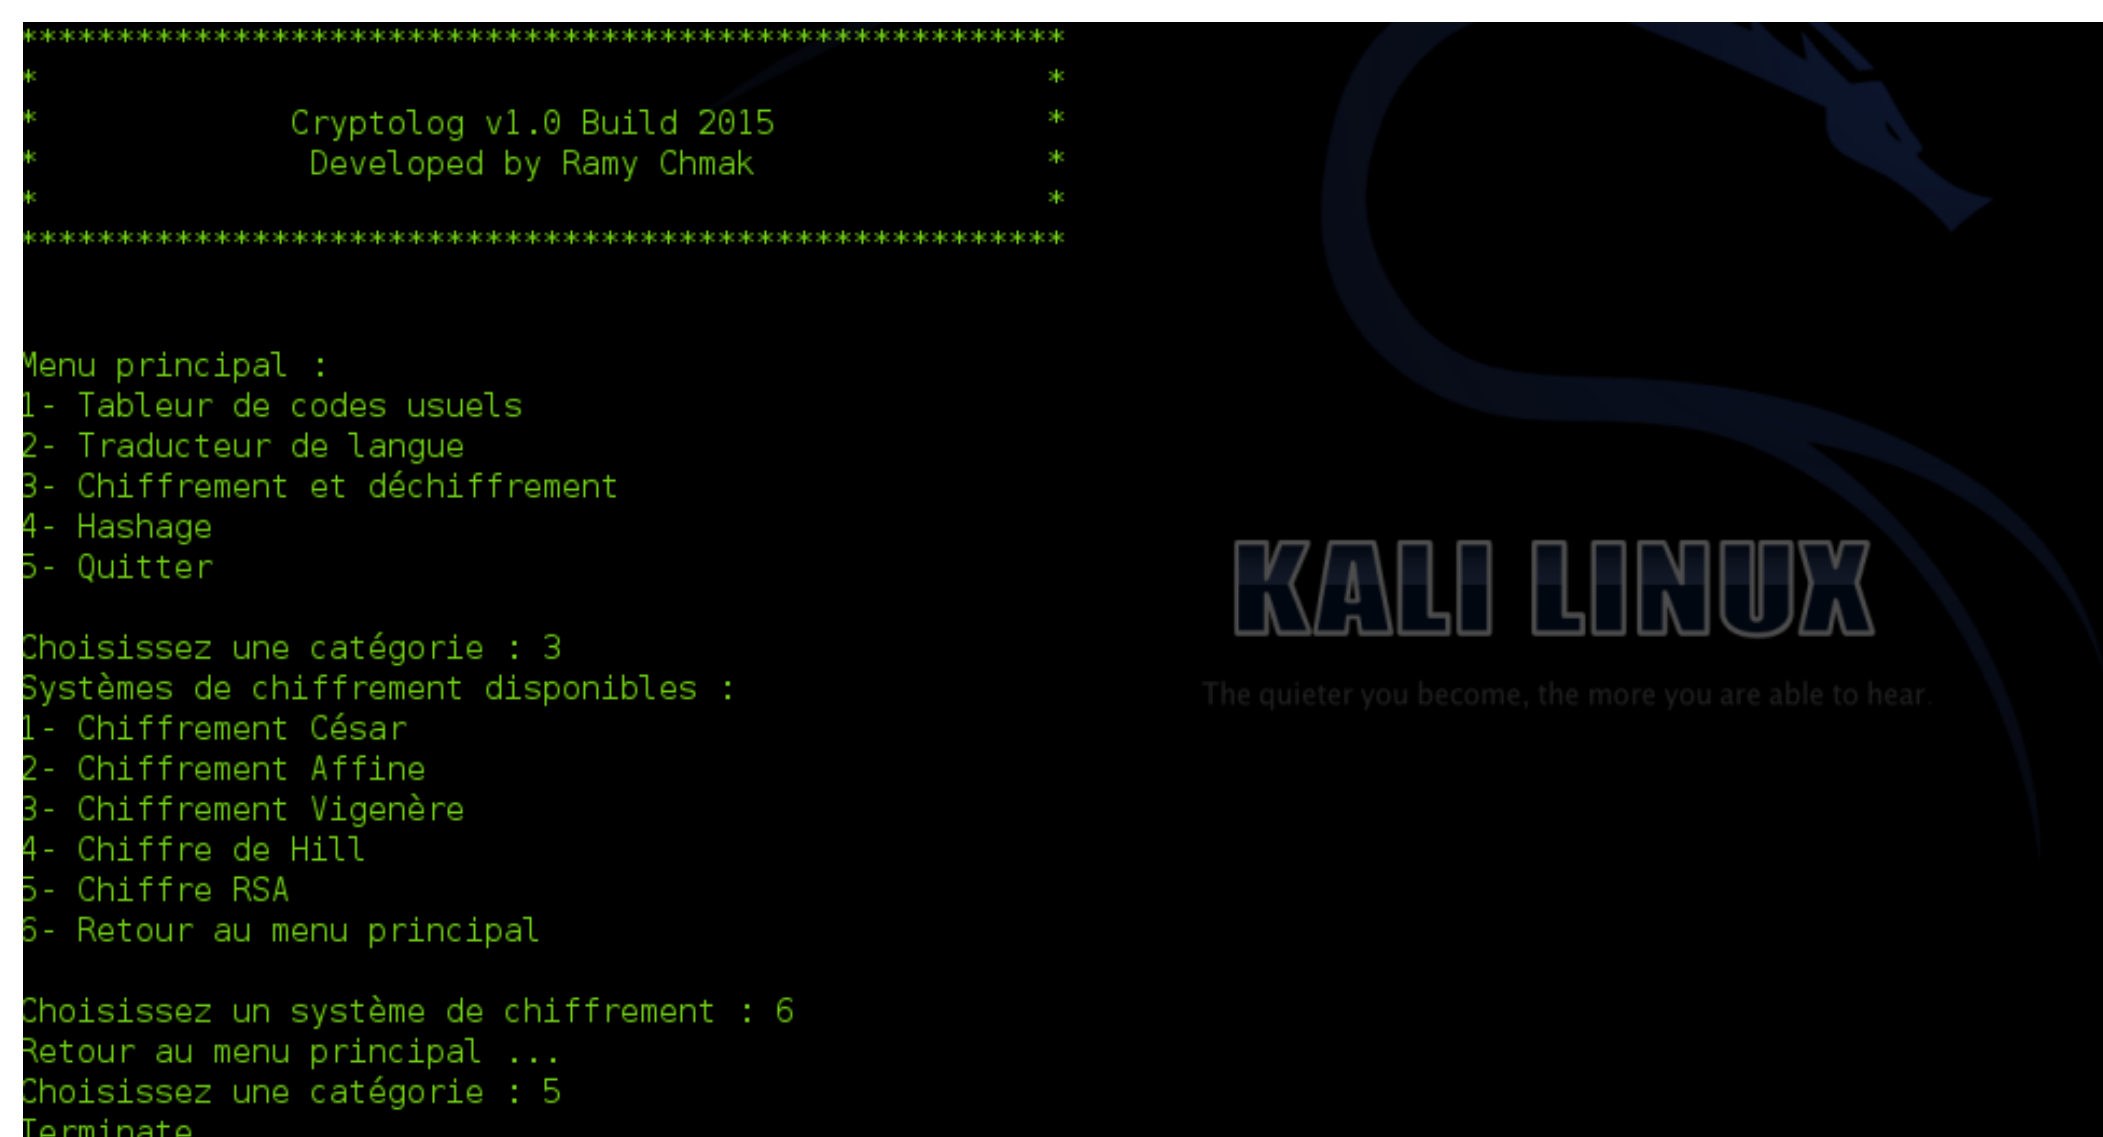 ******************************************************
*                                                    *
*             Cryptolog v1.0 Build 2015              *
*              Developed by Ramy Chmak               *
*                                                    *
******************************************************
Menu principal :
1- Tableur de codes usuels
2- Traducteur de langue
3- Chiffrement et déchiffrement
4- Hashage
5- Quitter
Choisissez une catégorie : 3
Systèmes de chiffrement disponibles :
1- Chiffrement César
2- Chiffrement Affine
3- Chiffrement Vigenère
4- Chiffre de Hill
5- Chiffre RSA
6- Retour au menu principal
Choisissez un système de chiffrement : 6
Retour au menu principal ...
Choisissez une catégorie : 5
Terminate
KALI LINUX
The quieter you become, the more you are able to hear.